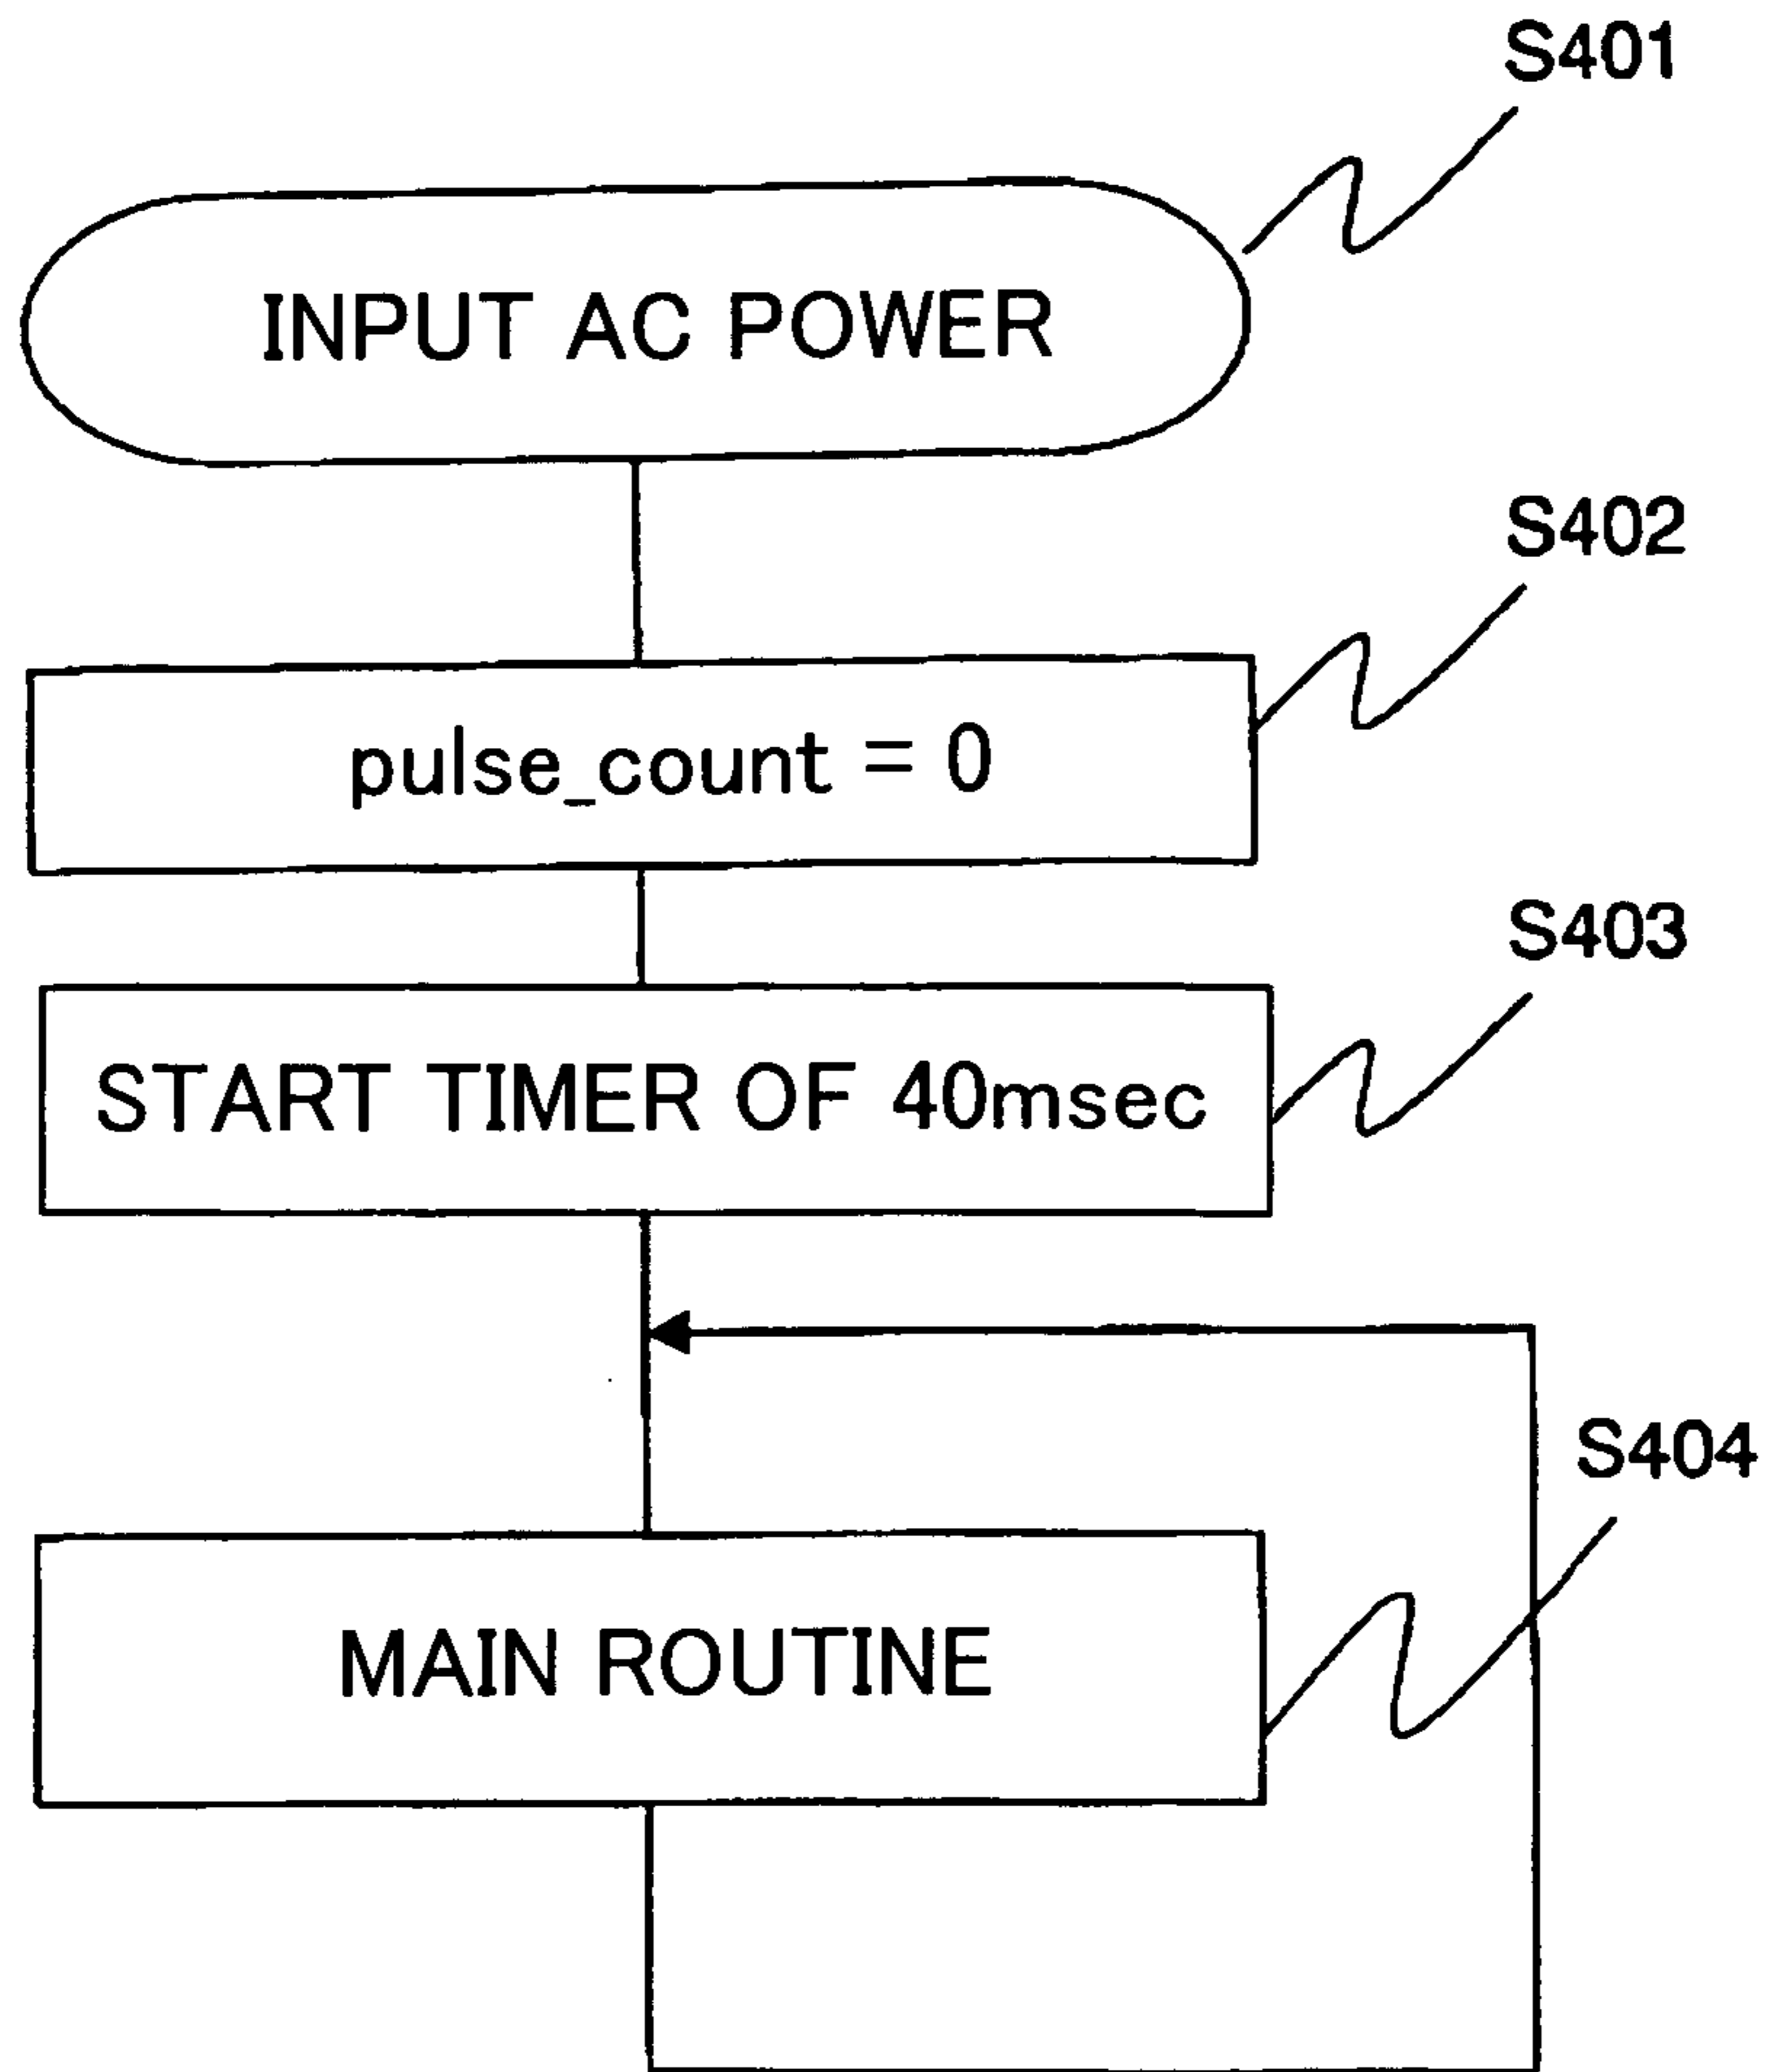 S401
INPUT AC POWER
S402
pulse_count = 0
S403
START TIMER OF 40msec
S404
MAIN ROUTINE